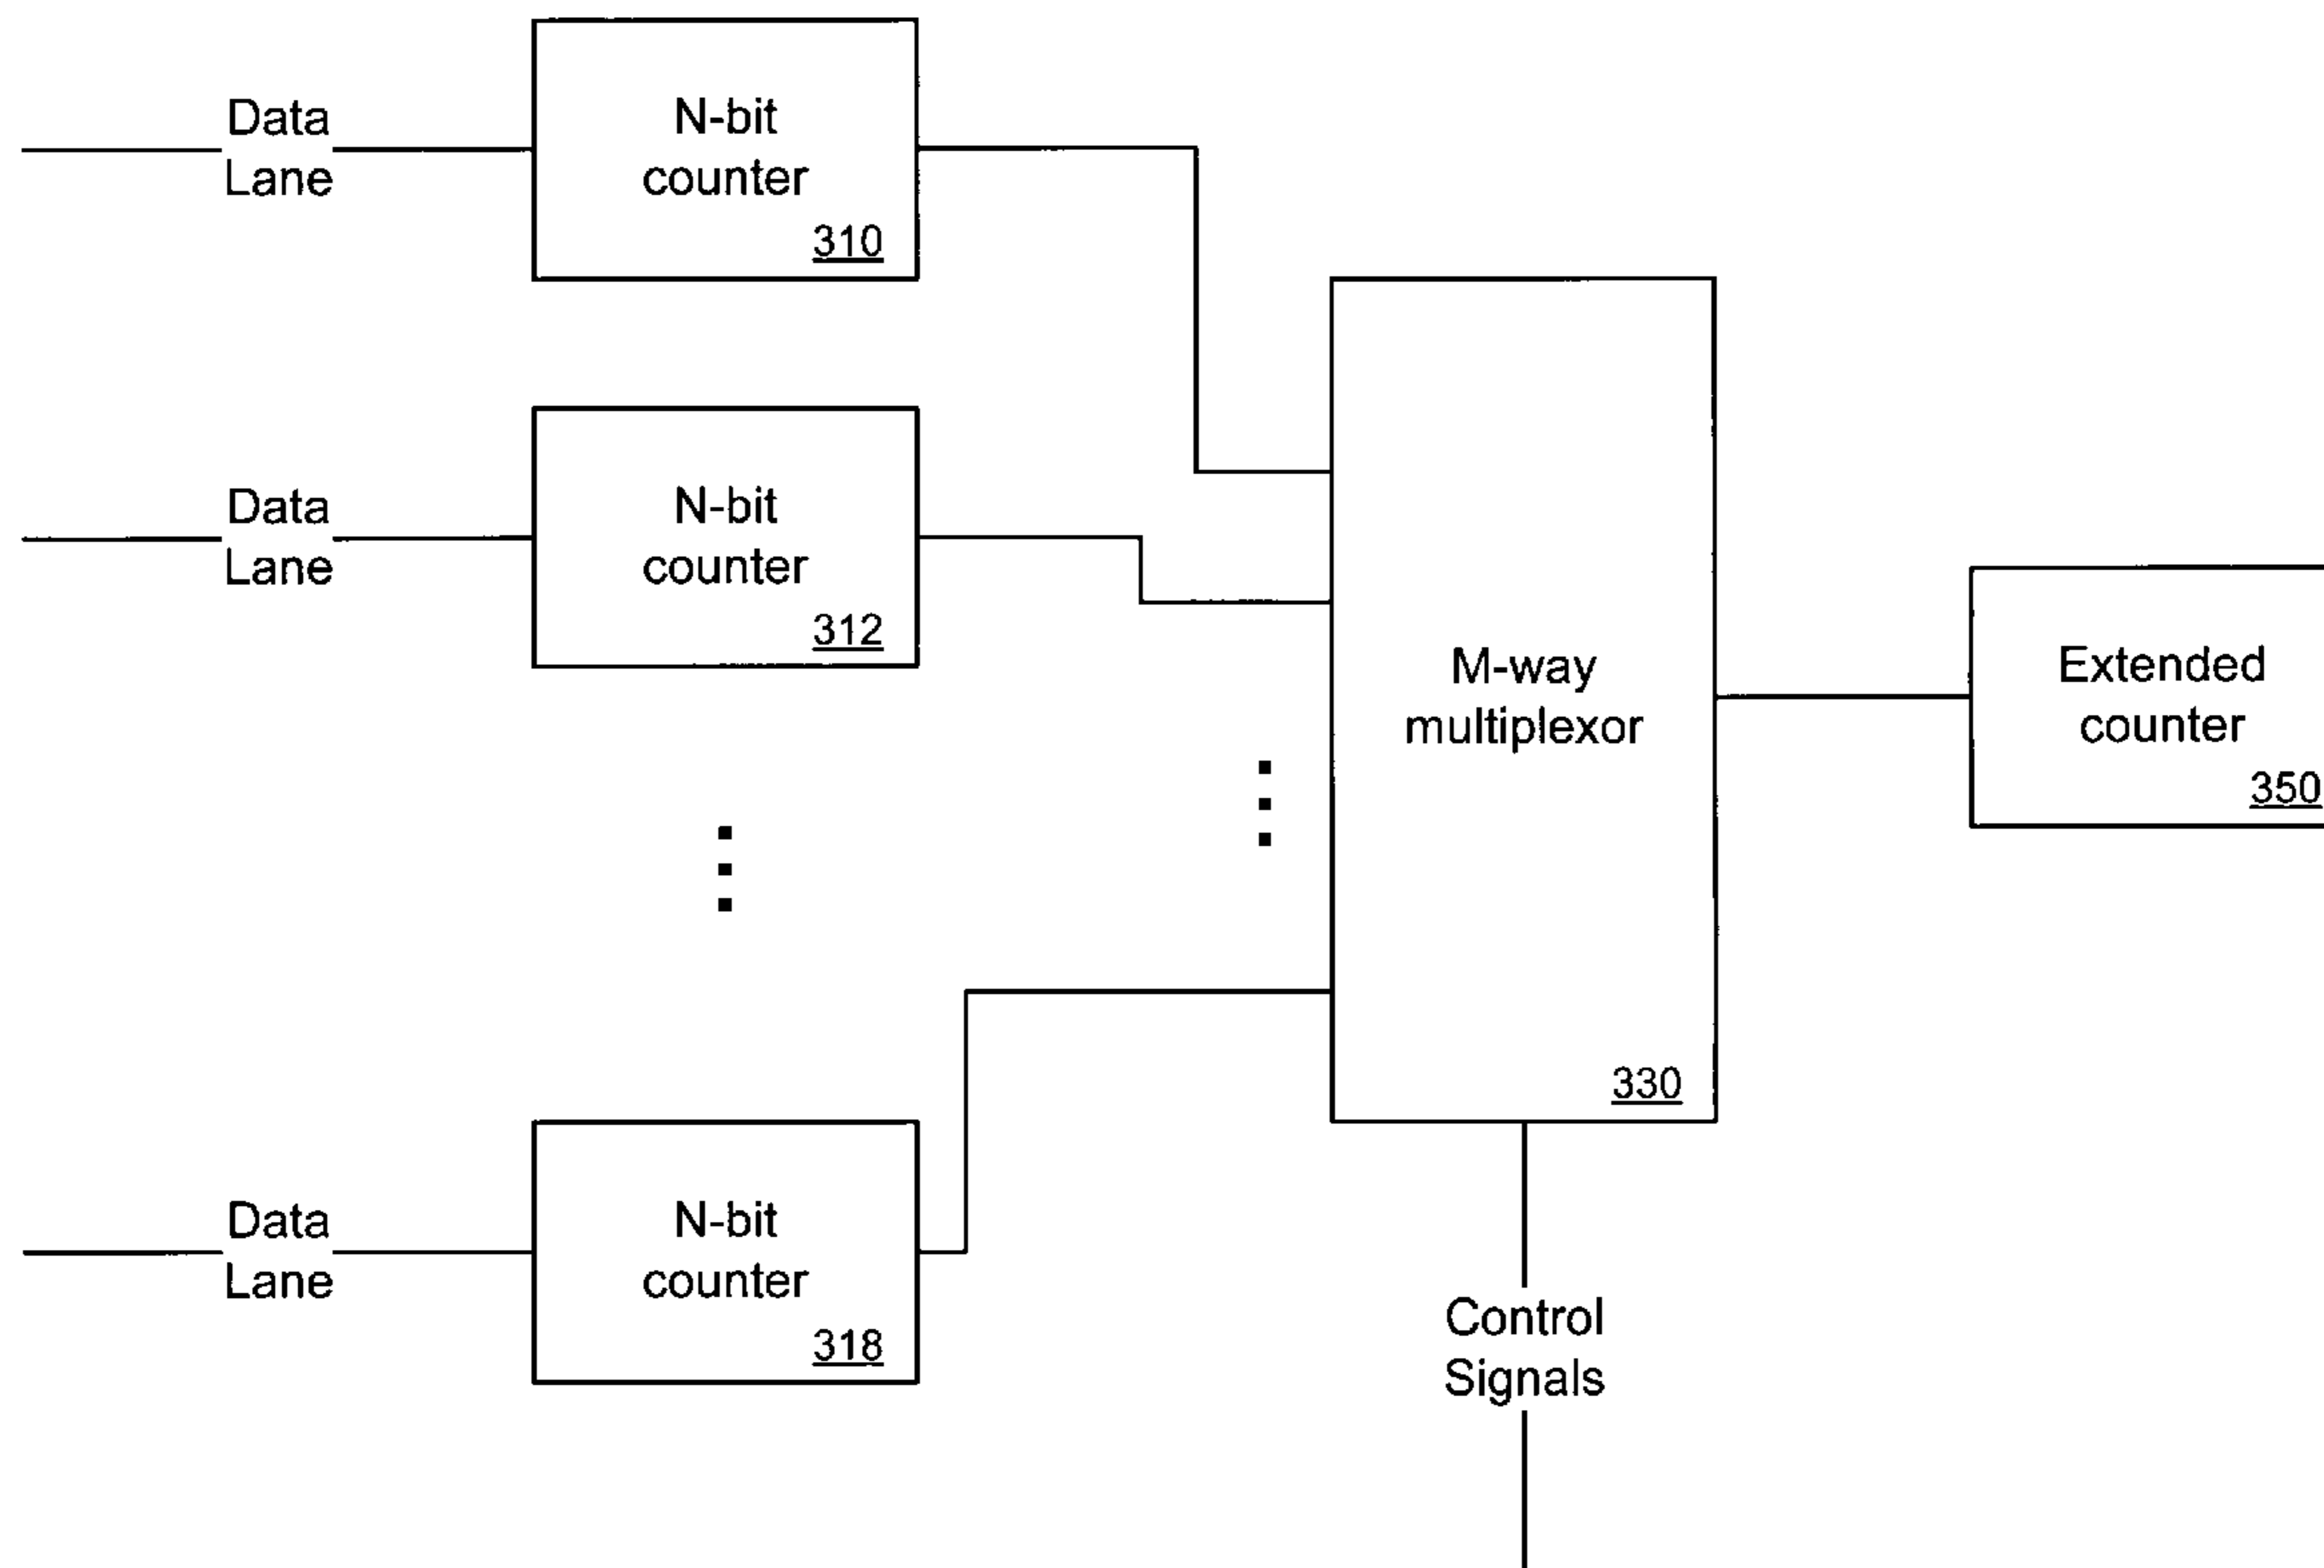 Data
Lane
N-bit
counter
310
Data
Lane
N-bit
counter
312
M-way
multiplexor
330
Extended
counter
350
Data
Lane
N-bit
counter
318
Control
Signals